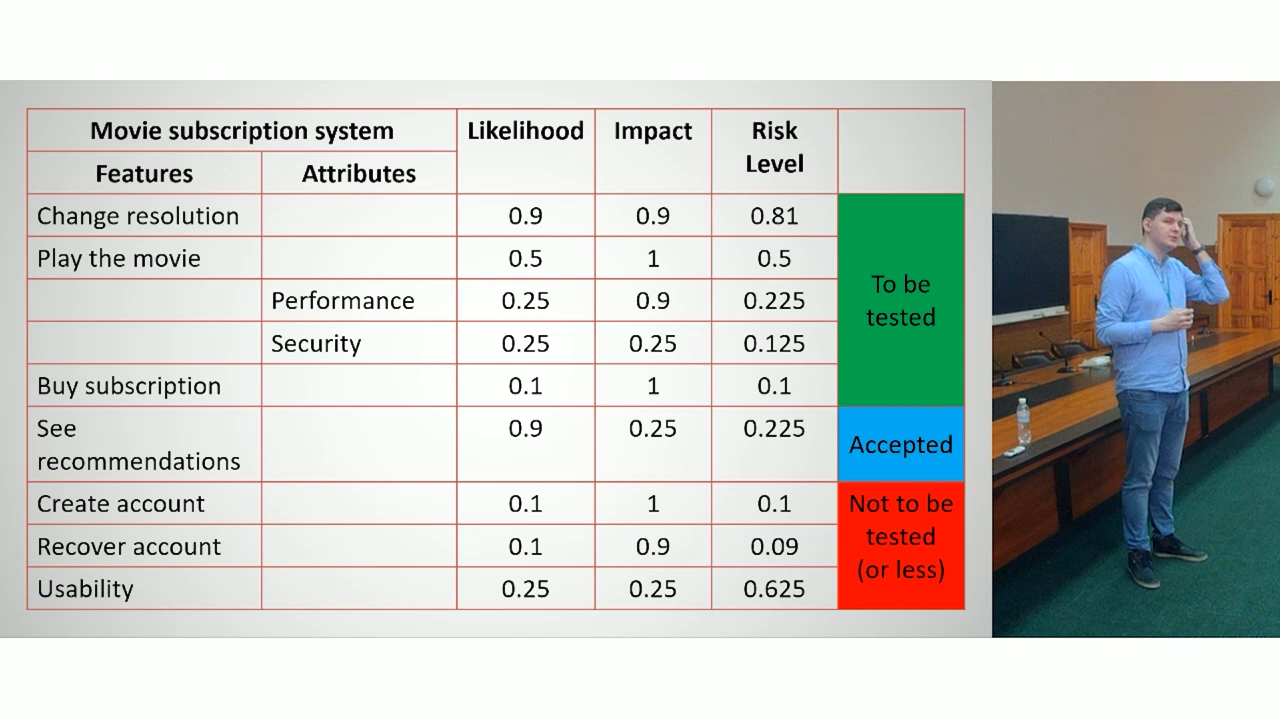 Movie subscription system Likelihood Impact Risk
Level
Features Attributes
Change resolution 0.9 0.9 0.81
Play the movie 0.5 1 0.5
Performance 0.25 0.9 0.225
Security 0.25 0.25 0.125
Buy subscription 0.1 1 0.1
To be
tested
See
recommendations 0.9 0.25 0.225
Accepted
Create account 0.1 1 0.1
Recover account 0.1 0.9 0.09
Usability 0.25 0.25 0.625
Not to be
tested
(or less)